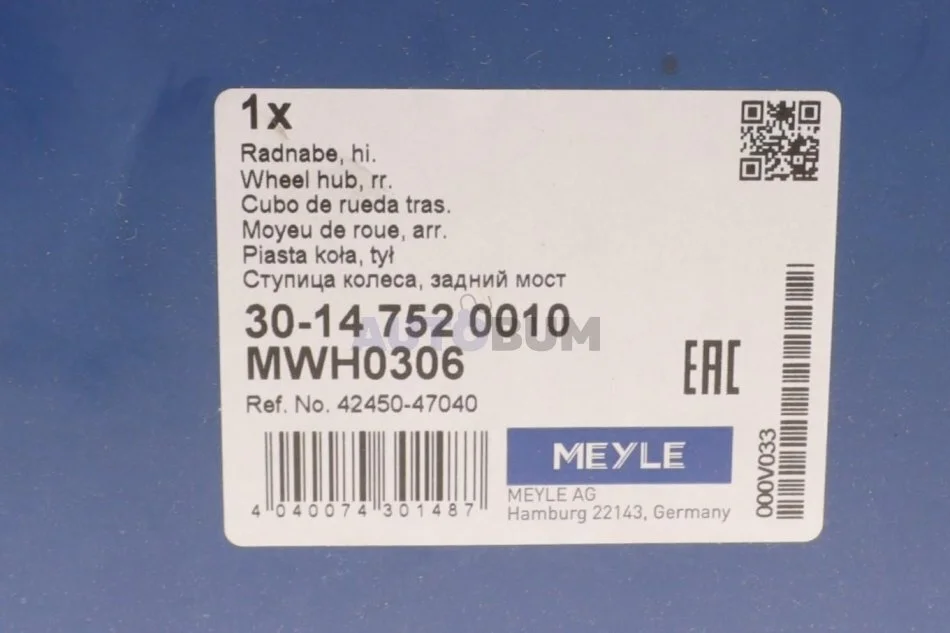 1x
Radnabe, hi.
Wheel hub, rr.
Cubo de rueda tras.
Moyeu de roue, arr.
Piasta koła, tył
Ступица колеса, задний мост
30-14 752 0010
AUTOBUM
MWH0306
Ref. No. 42450-47040
EAC
000V033
MEYLE
MEYLE AG
Hamburg 22143, Germany
4 040074 301487